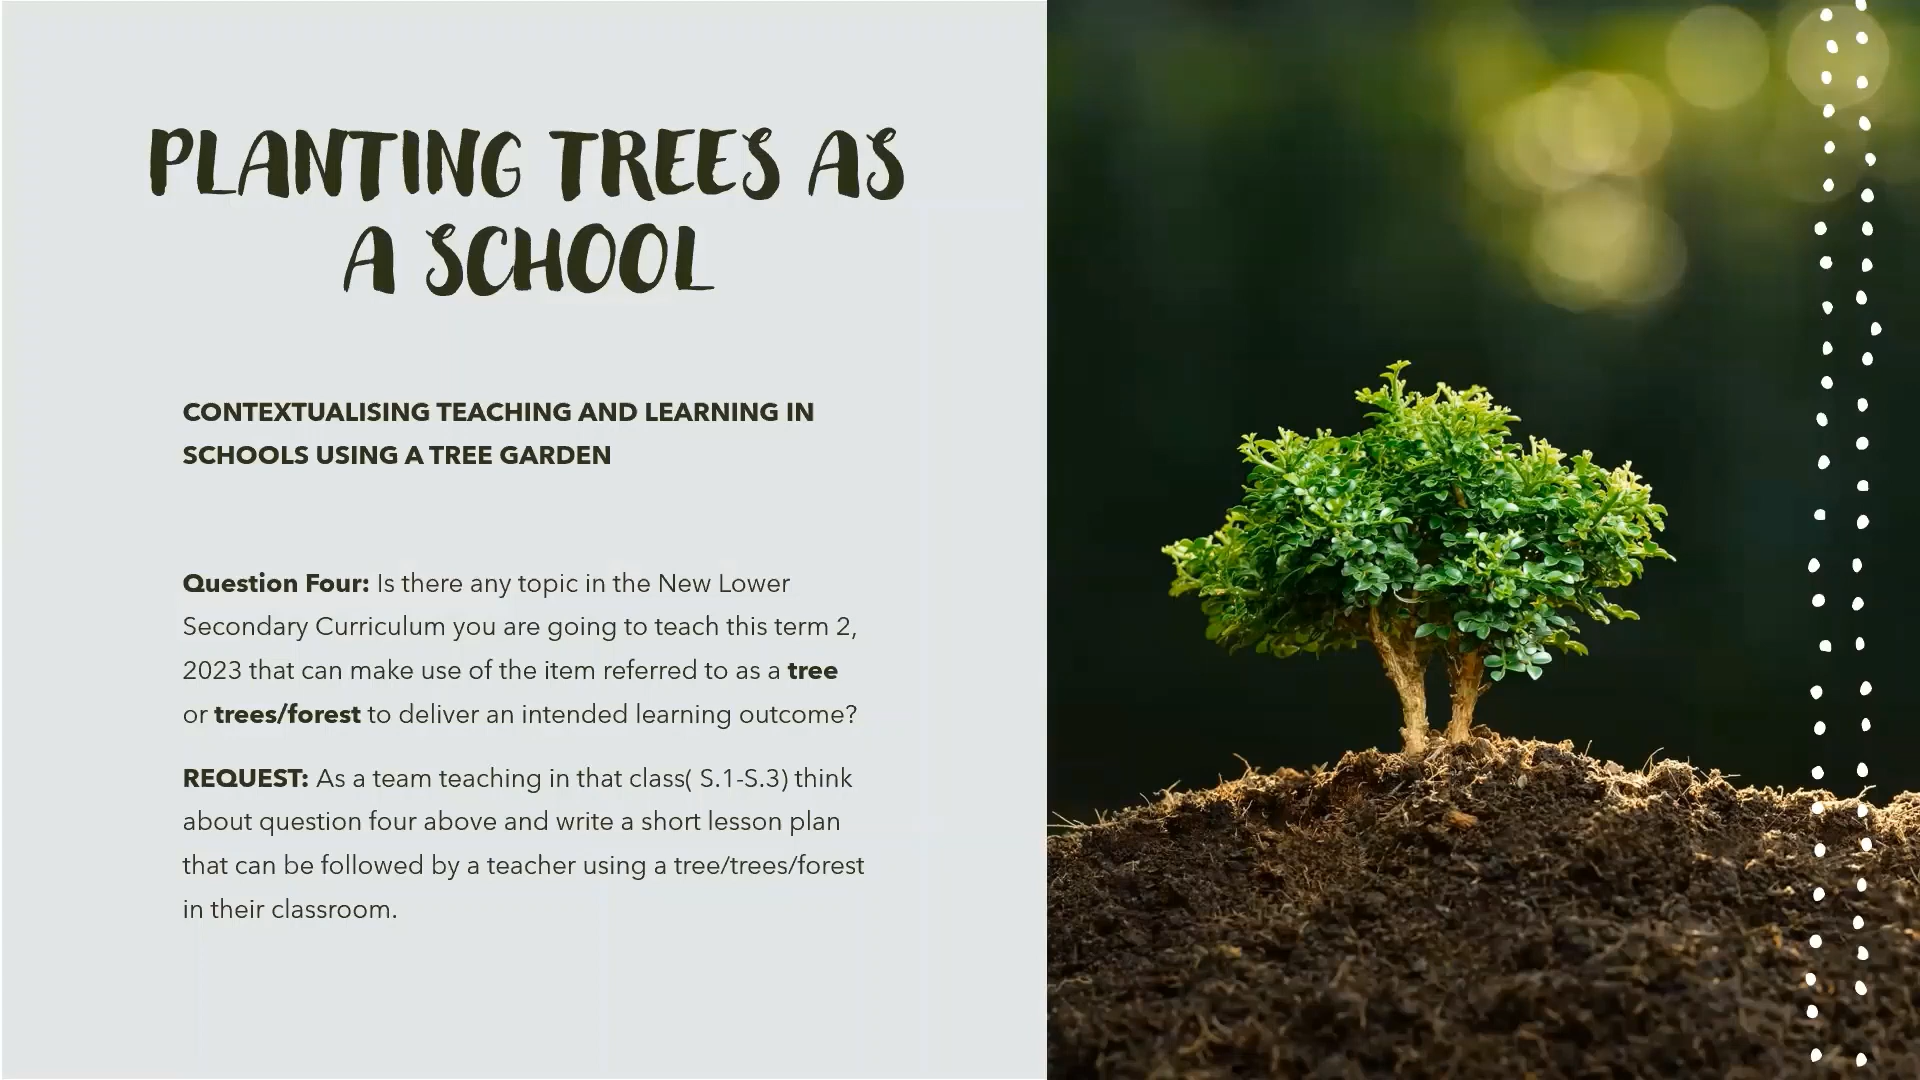 PLANTING TREES AS
A SCHOOL
CONTEXTUALISING TEACHING AND LEARNING IN
SCHOOLS USING A TREE GARDEN
Question Four: Is there any topic in the New Lower
Secondary Curriculum you are going to teach this term 2,
2023 that can make use of the item referred to as a tree
or trees/forest to deliver an intended learning outcome?
REQUEST: As a team teaching in that class( S.1-S.3) think
about question four above and write a short lesson plan
that can be followed by a teacher using a tree/trees/forest
in their classroom.